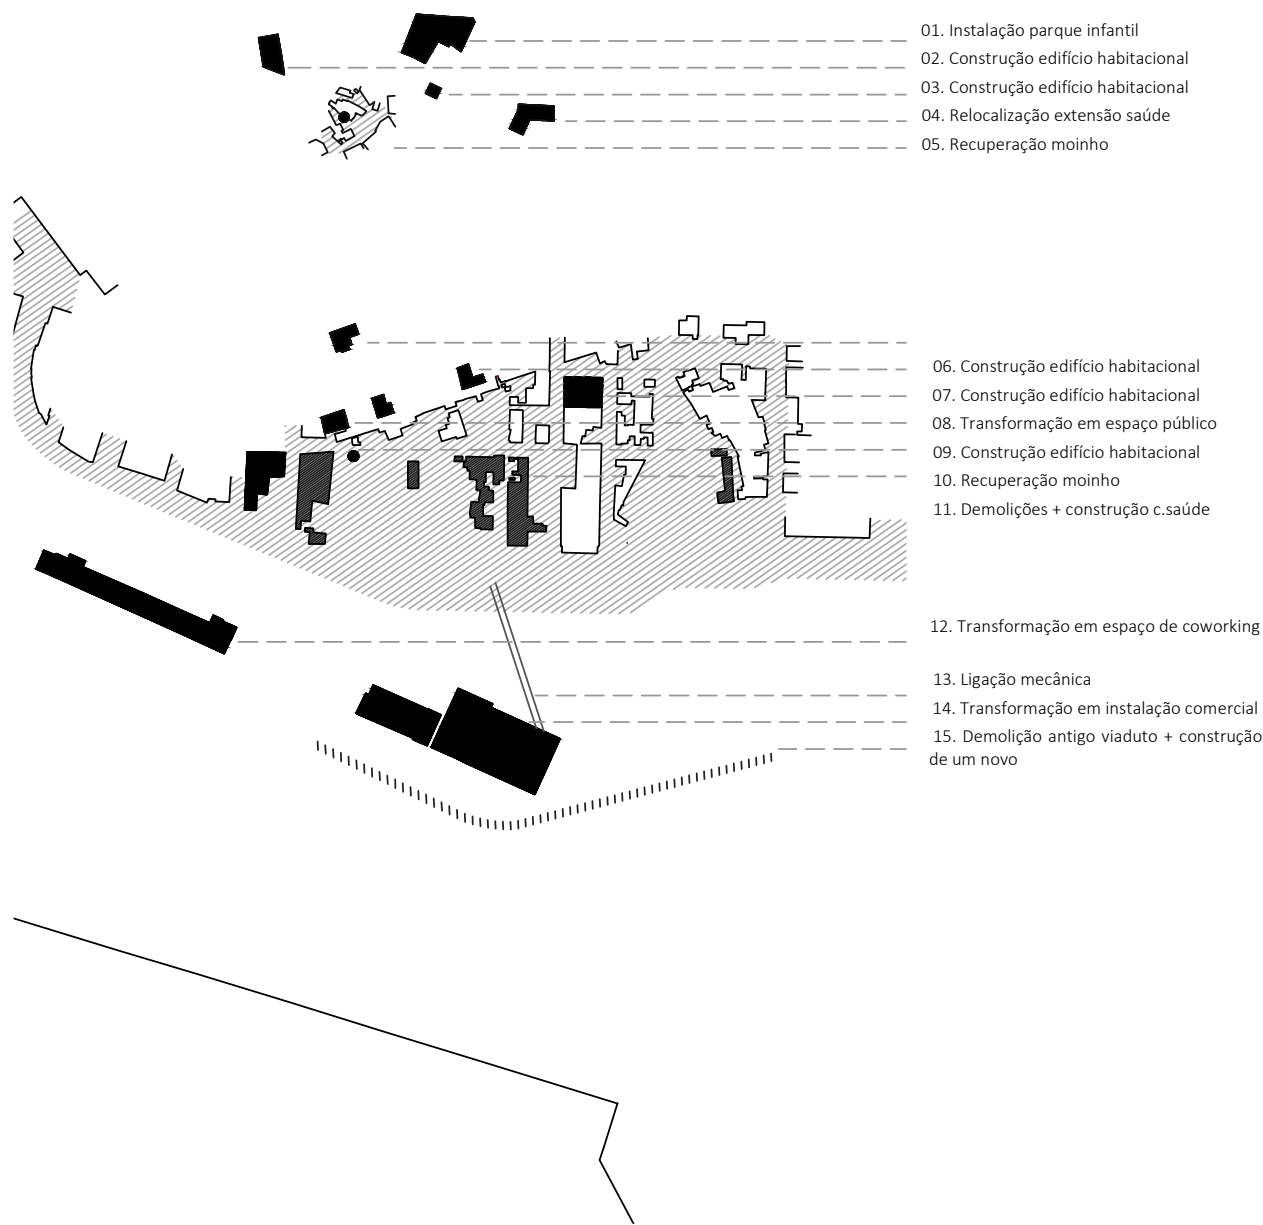 01. Instalação parque infantil
02. Construção edifício habitacional
03. Construção edifício habitacional
04. Relocalização extensão saúde
05. Recuperação moinho
06. Construção edifício habitacional
07. Construção edifício habitacional
08. Transformação em espaço público
09. Construção edifício habitacional
10. Recuperação moinho
11. Demolições + construção c.saúde
12. Transformação em espaço de coworking
13. Ligação mecânica
14. Transformação em instalação comercial
15. Demolição antigo viaduto + construção
de um novo